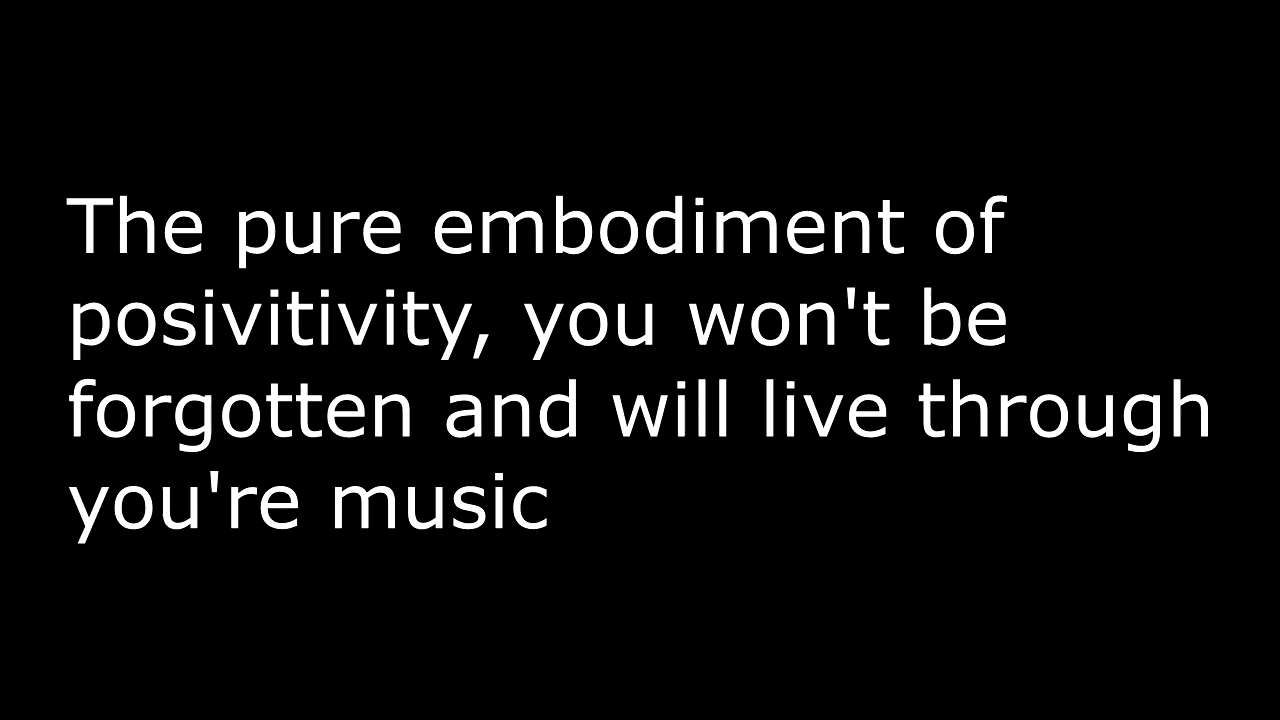 The pure embodiment of
posivitivity, you won't be
forgotten and will live through
you're music